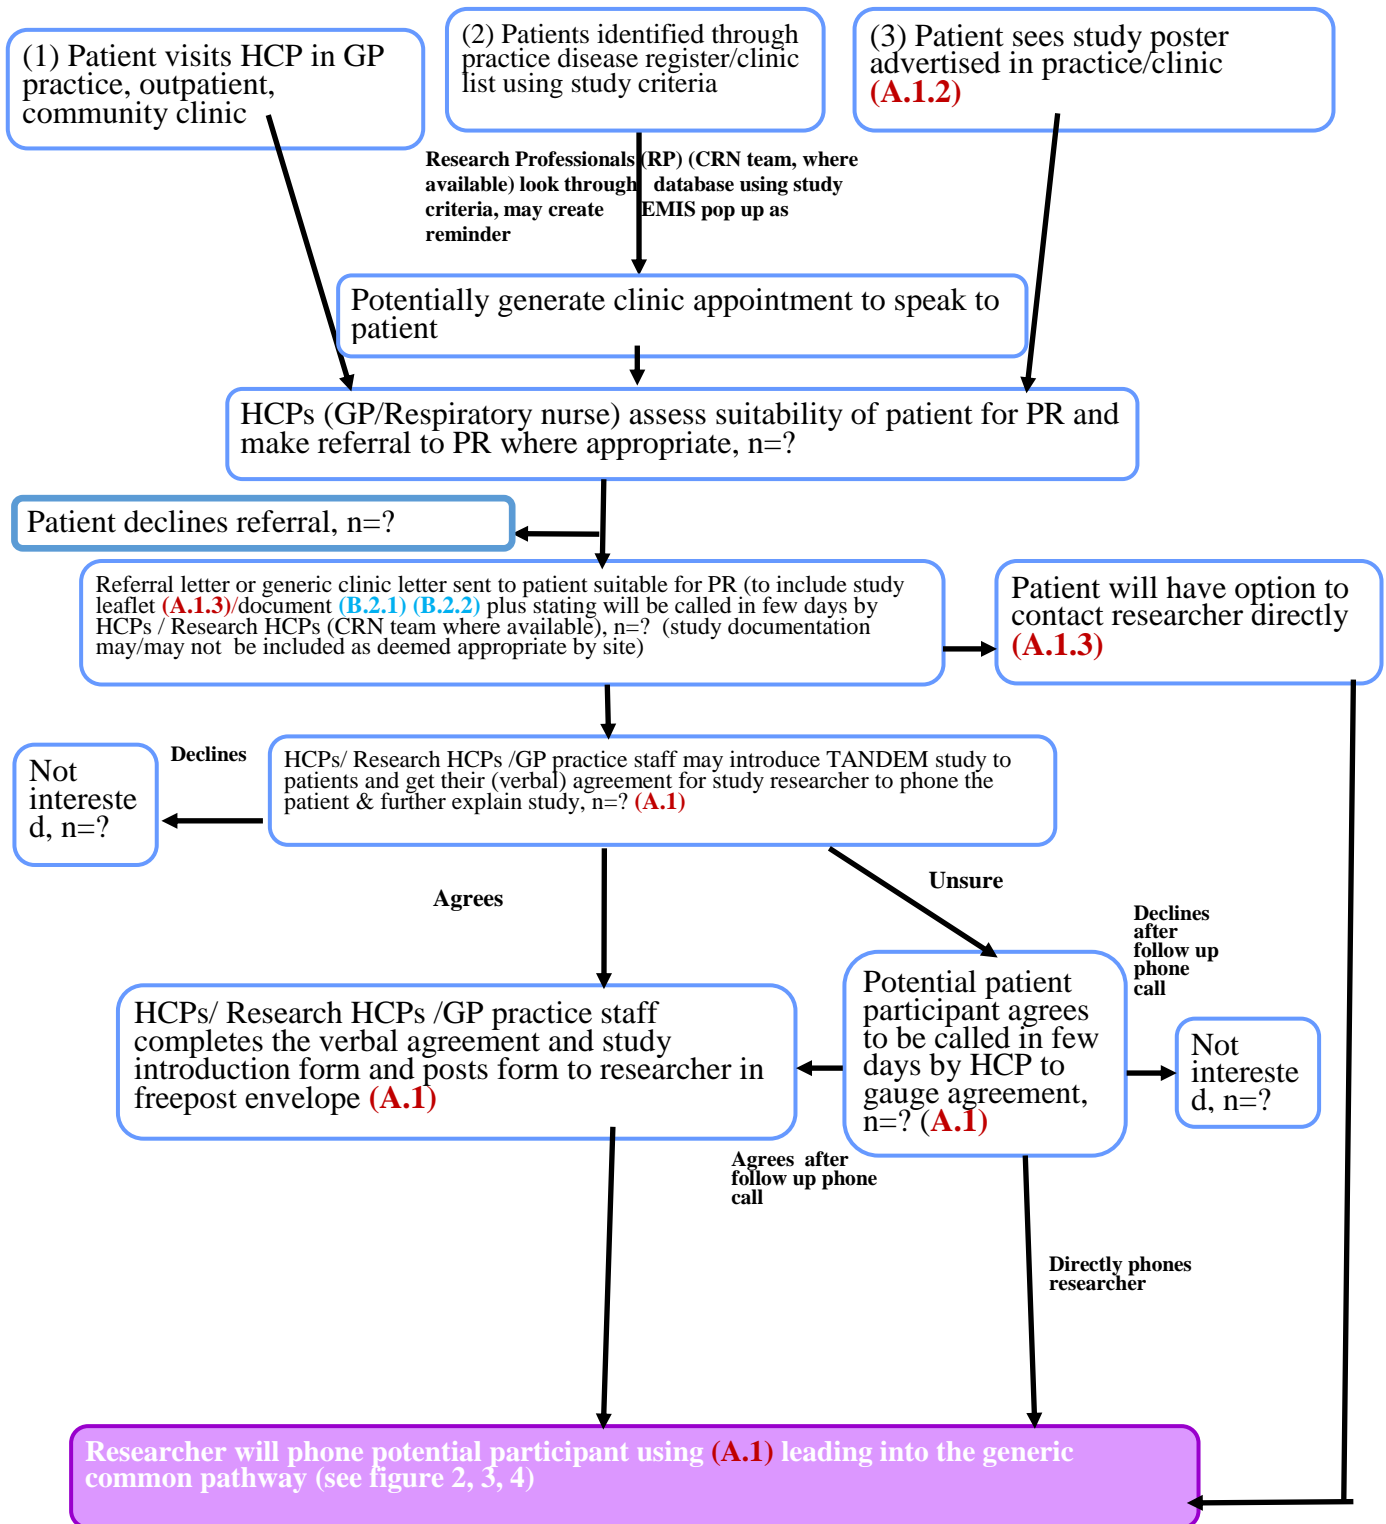 (1) Patient visits HCP in GP
practice, outpatient,
community clinic
(2) Patients identified through
practice disease register/clinic
list using study criteria
(3) Patient sees study poster
advertised in practice/clinic
(A.1.2)
Research Professionals (RP) (CRN team, where
available) look through database using study
criteria, may create EMIS pop up as
reminder
Potentially generate clinic appointment to speak to
patient
HCPs (GP/Respiratory nurse) assess suitability of patient for PR and
make referral to PR where appropriate, n=?
Patient declines referral, n=?
Referral letter or generic clinic letter sent to patient suitable for PR (to include study
leaflet (A.1.3)/document (B.2.1) (B.2.2) plus stating will be called in few days by
HCPs / Research HCPs (CRN team where available), n=? (study documentation
may/may not be included as deemed appropriate by site)
Patient will have option to
contact researcher directly
(A.1.3)
Declines
Not
intereste
d, n=?
HCPs/ Research HCPs /GP practice staff may introduce TANDEM study to
patients and get their (verbal) agreement for study researcher to phone the
patient & further explain study, n=? (A.1)
Agrees
Unsure
Declines
after
follow up
phone
call
HCPs/ Research HCPs /GP practice staff
completes the verbal agreement and study
introduction form and posts form to researcher in
freepost envelope (A.1)
Potential patient
participant agrees
to be called in few
days by HCP to
gauge agreement,
n=? (A.1)
Not
intereste
d, n=?
Agrees after
follow up phone
call
Directly phones
researcher
Researcher will phone potential participant using (A.1) leading into the generic
common pathway (see figure 2, 3, 4)